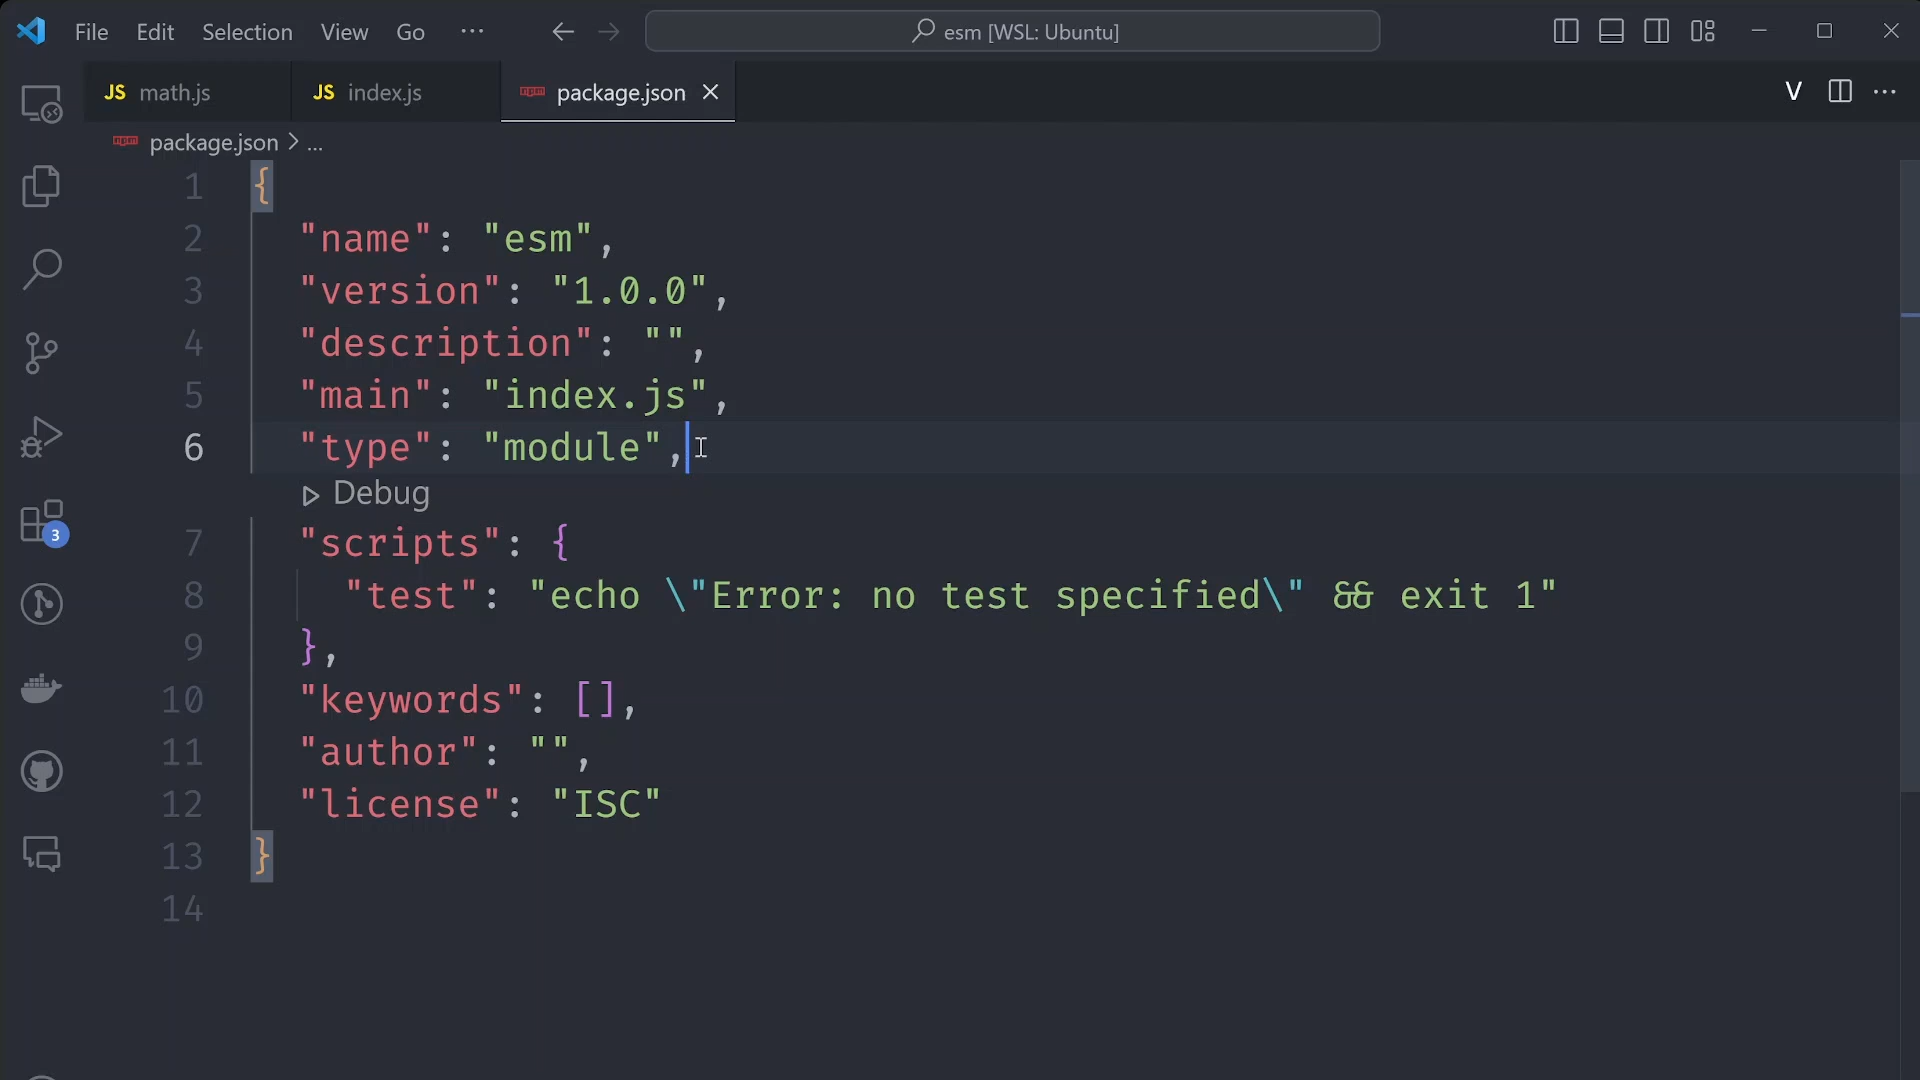 File Edit Selection View Go ··· esm [WSL: Ubuntu]
JS math.js JS index.js npm package.json V ···
npm package.json > ...
1 {
2 "name": "esm",
3 "version": "1.0.0",
4 "description": "",
5 "main": "index.js",
6 "type": "module",
Debug
7 "scripts": {
8 "test": "echo \"Error: no test specified\" && exit 1"
9 },
10 "keywords": [],
11 "author": "",
12 "license": "ISC"
13 }
14
3